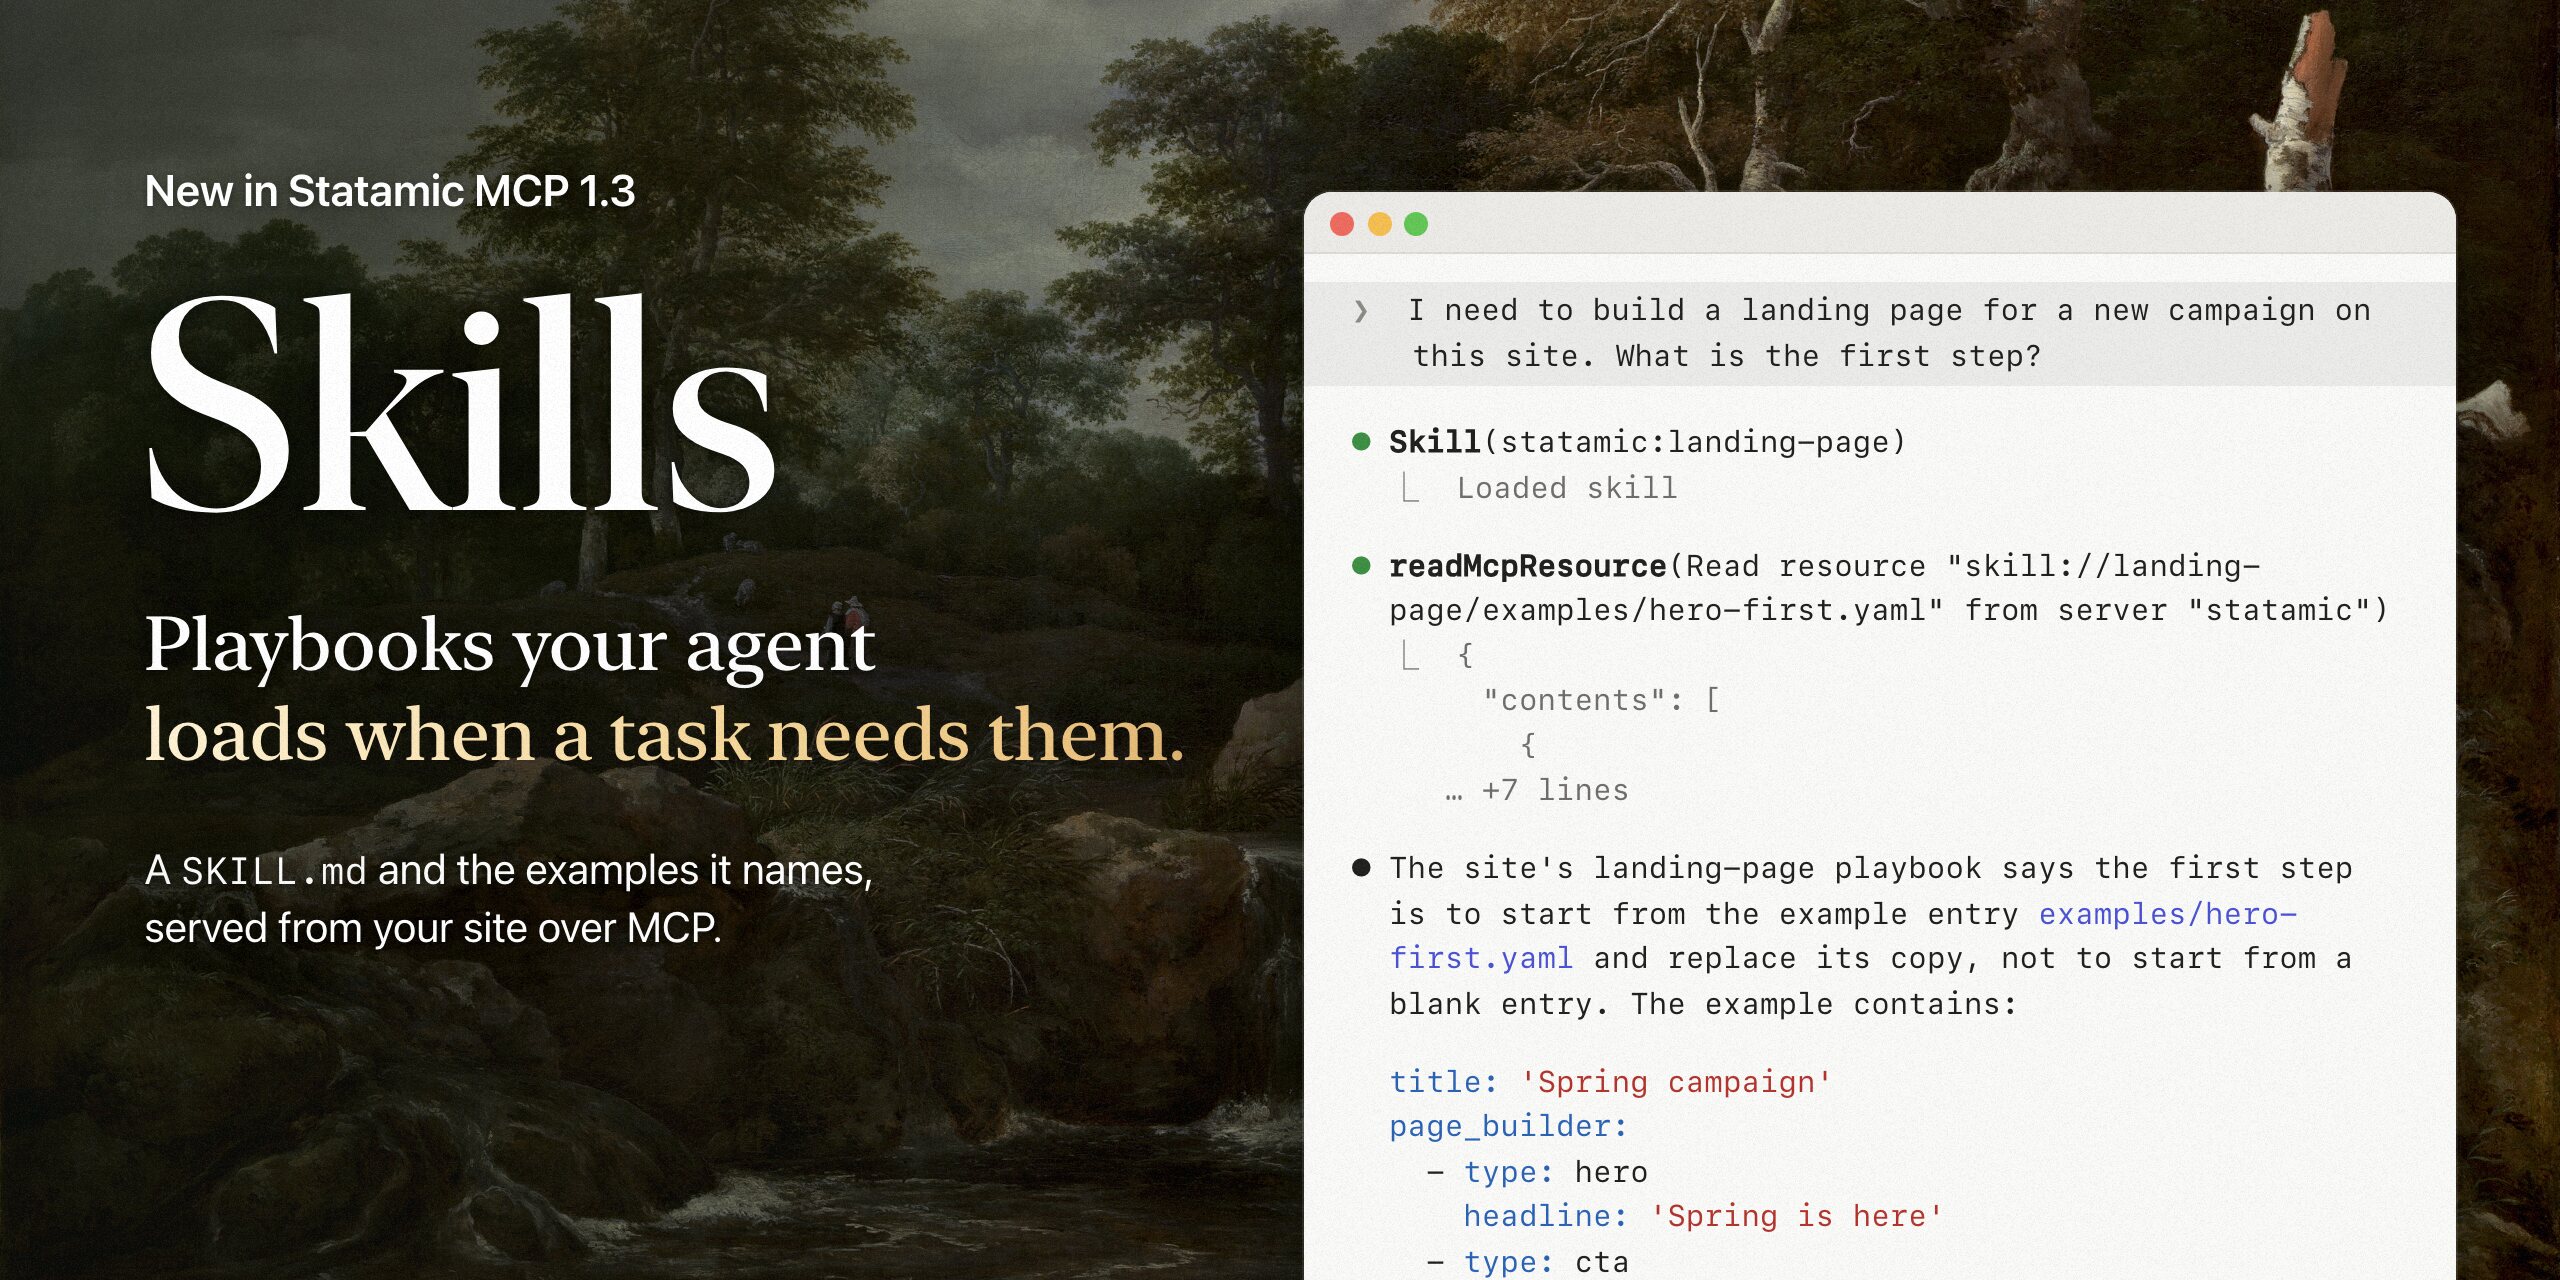 New in Statamic MCP 1.3
Skills
Playbooks your agent
loads when a task needs them.
A SKILL.md and the examples it names,
served from your site over MCP.
❯ I need to build a landing page for a new campaign on
this site. What is the first step?
● Skill(statamic:landing-page)
⎿ Loaded skill
● readMcpResource(Read resource "skill://landing-
page/examples/hero-first.yaml" from server "statamic")
⎿ {
"contents": [
{
… +7 lines
● The site's landing-page playbook says the first step
is to start from the example entry examples/hero-
first.yaml and replace its copy, not to start from a
blank entry. The example contains:
title: 'Spring campaign'
page_builder:
- type: hero
headline: 'Spring is here'
- type: cta